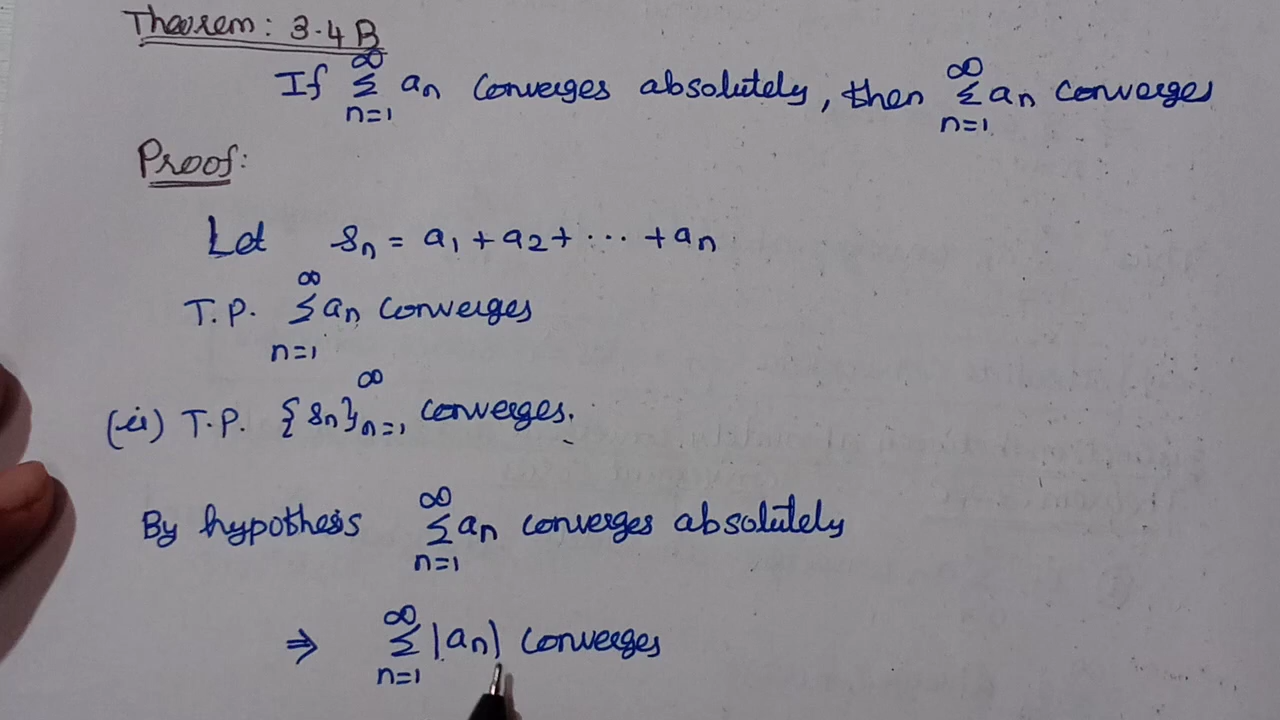 Theorem: 3.4 B
If ∞ Σ n=1 an converges absolutely, then ∞ Σ n=1 an converges
Proof:
Let sn = a1 + a2 + ... + an
T.P. ∞ Σ n=1 an converges
(ie) T.P. {sn}∞ n=1 converges.
By hypothesis ∞ Σ n=1 an converges absolutely
⇒ ∞ Σ n=1 |an| converges